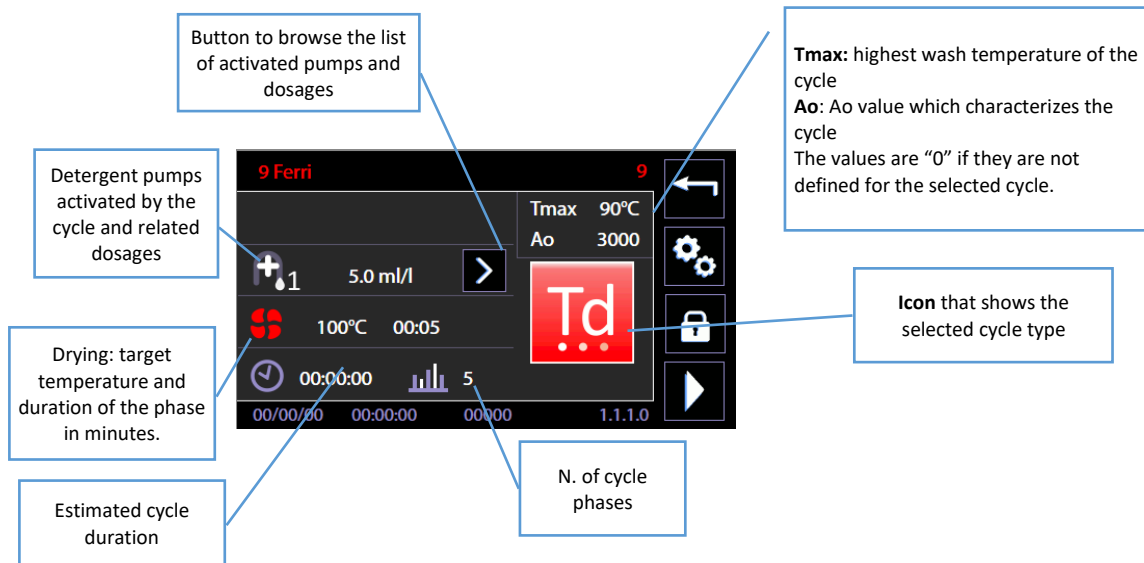 Button to browse the list
of activated pumps and
dosages
Tmax: highest wash temperature of the
cycle
Ao: Ao value which characterizes the
cycle
The values are “0” if they are not
defined for the selected cycle.
Detergent pumps
activated by the
cycle and related
dosages
9 Ferri 9
Tmax 90°C
Ao 3000
1 5.0 ml/l
Td
100°C 00:05
00:00:00 5
00/00/00 00:00:00 00000 1.1.1.0
Icon that shows the
selected cycle type
Drying: target
temperature and
duration of the phase
in minutes.
N. of cycle
phases
Estimated cycle
duration